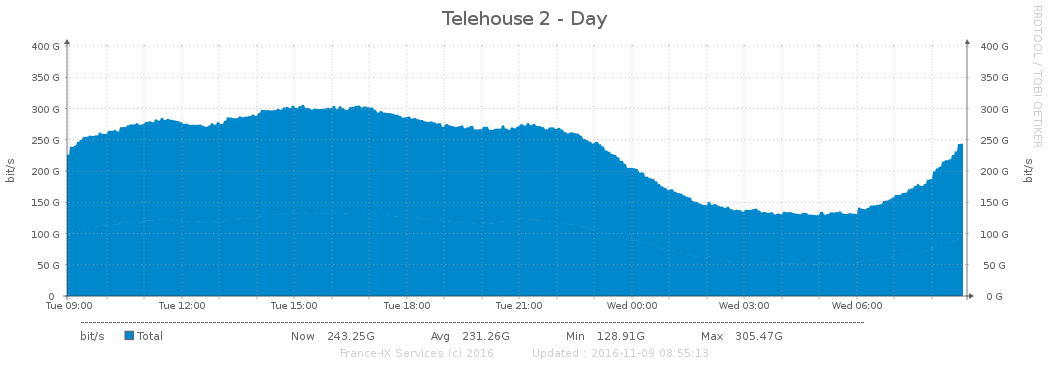 Telehouse 2 - Day
RRDTOOL / TOBI OETIKER
bit/s
400 G 400 G
350 G 350 G
300 G 300 G
250 G 250 G
200 G 200 G
150 G 150 G
100 G 100 G
50 G 50 G
0 0 G
bit/s
Tue 09:00 Tue 12:00 Tue 15:00 Tue 18:00 Tue 21:00 Wed 00:00 Wed 03:00 Wed 06:00
bit/s Total Now 243.25G Avg 231.26G Min 128.91G Max 305.47G
France-IX Services (c) 2016 Updated : 2016-11-09 08:55:13